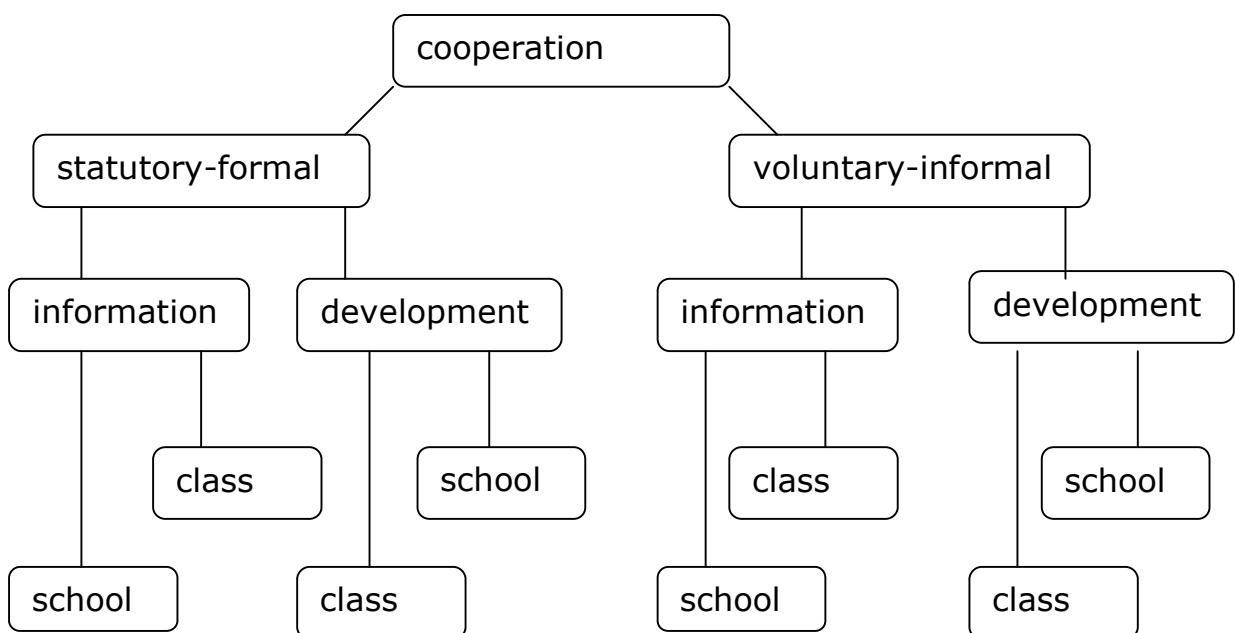 cooperation
statutory-formal
voluntary-informal
information
development
information
development
class
school
class
school
school
class
school
class